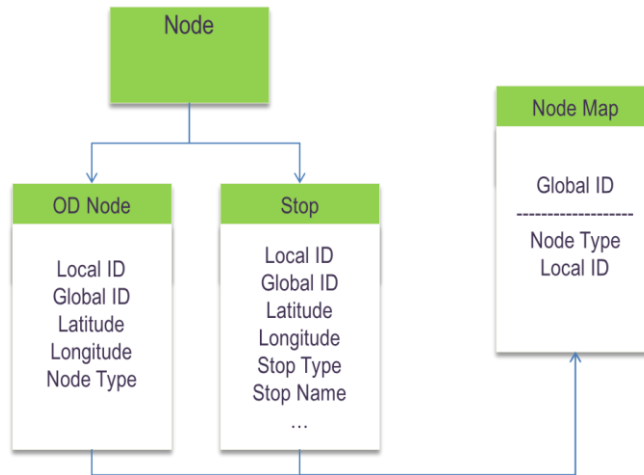 Node
OD Node
Local ID
Global ID
Latitude
Longitude
Node Type
Stop
Local ID
Global ID
Latitude
Longitude
Stop Type
Stop Name
...
Node Map
Global ID
--------------------
Node Type
Local ID